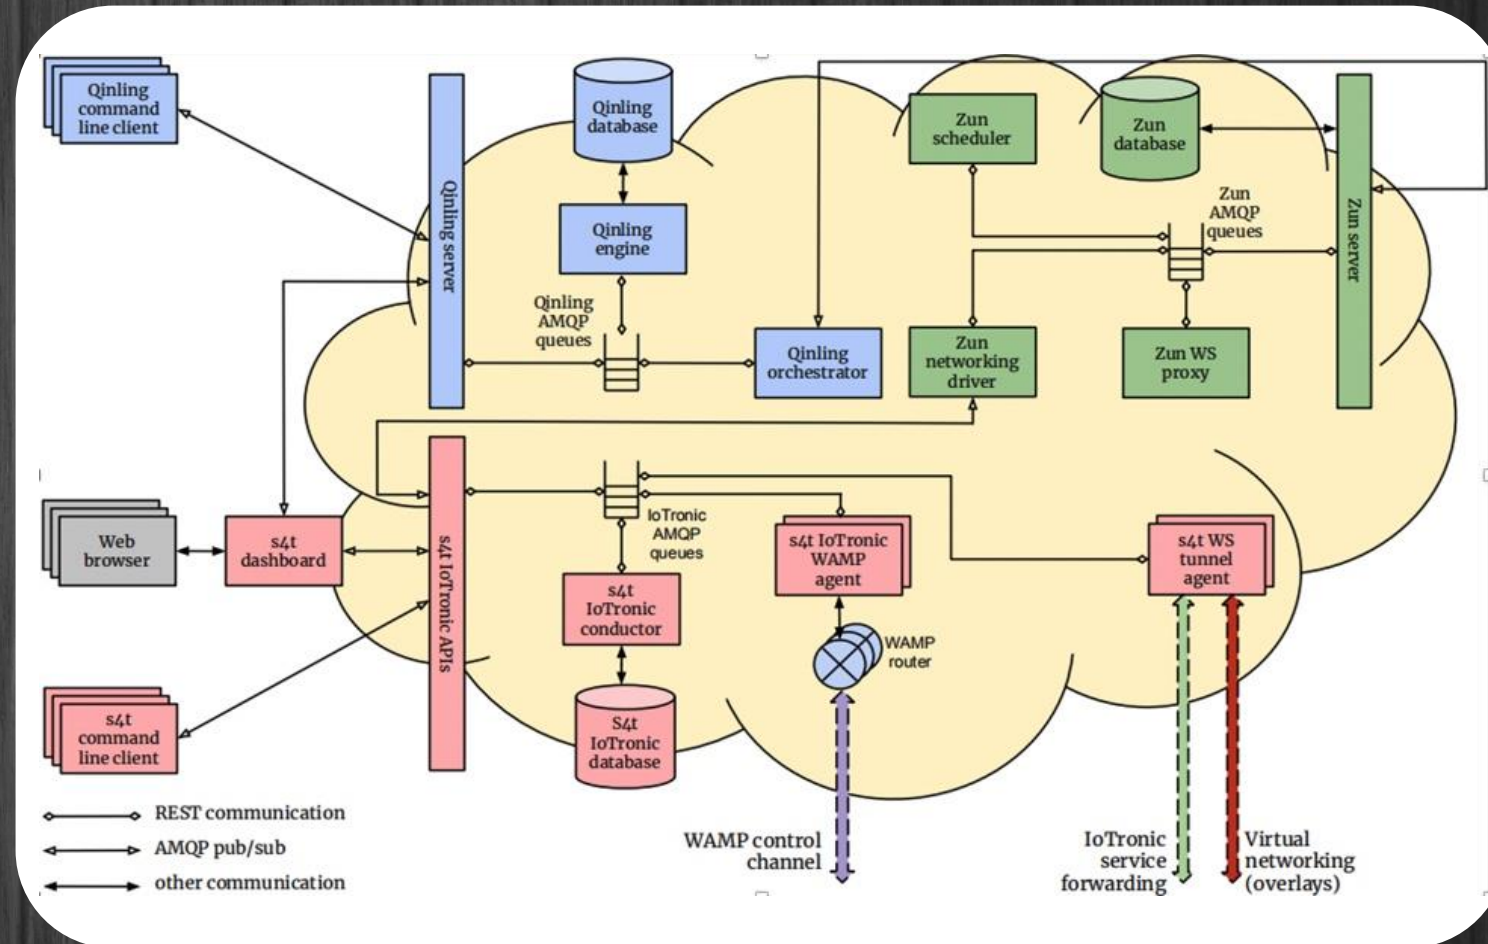 Qinling
command
line client
Qinling server
Qinling
database
Qinling
engine
Qinling
AMQP
queues
Qinling
orchestrator
Zun
scheduler
Zun
database
Zun
AMQP
queues
Zun server
Zun
networking
driver
Zun WS
proxy
Web
browser
s4t
dashboard
s4t IoTronic APIs
IoTronic
AMQP
queues
s4t
IoTronic
conductor
S4t
IoTronic
database
s4t IoTronic
WAMP
agent
WAMP
router
s4t WS
tunnel
agent
s4t
command
line client
REST communication
AMQP pub/sub
other communication
WAMP control
channel
IoTronic
service
forwarding
Virtual
networking
(overlays)